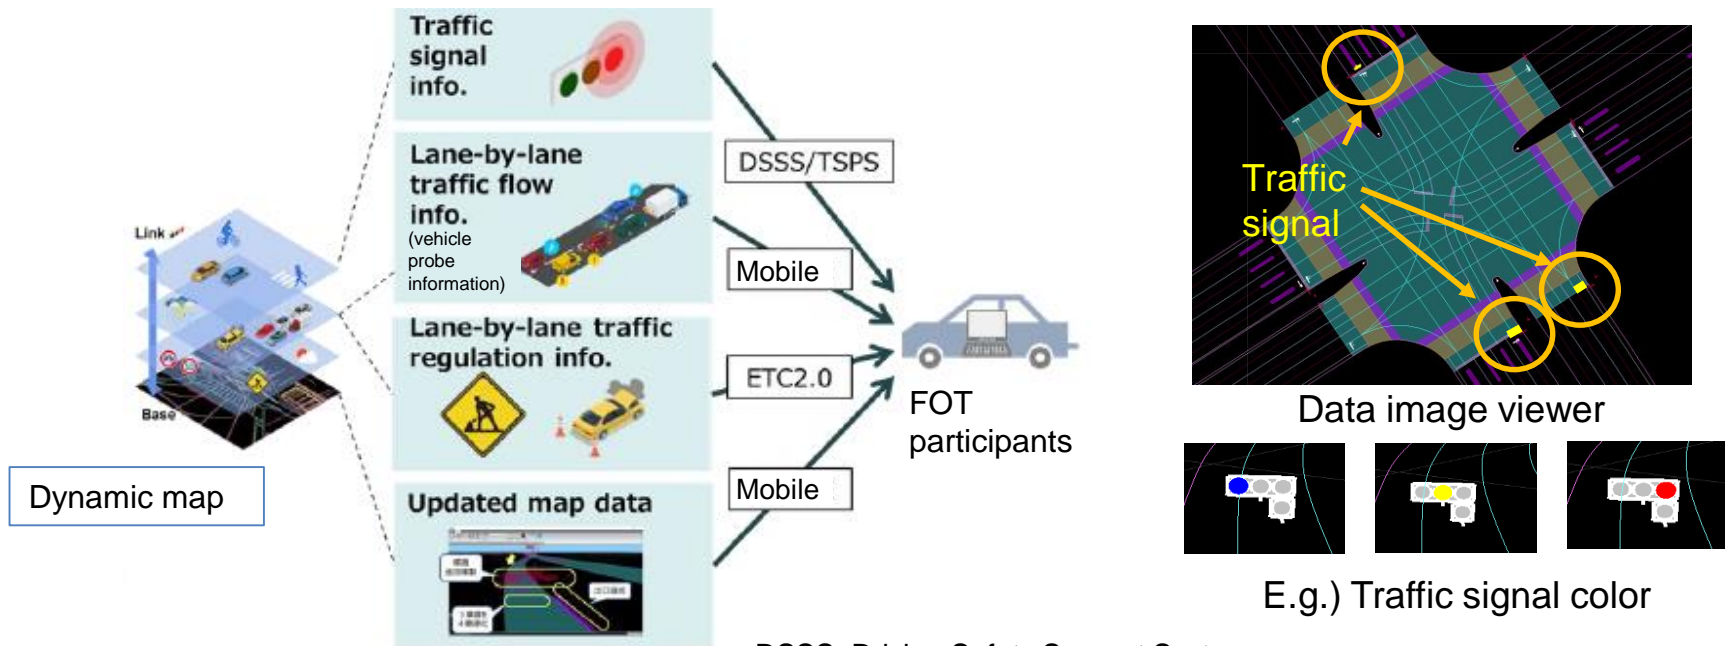 Traffic
signal
info.
Lane-by-lane
traffic flow
info.
(vehicle
probe
information)
Lane-by-lane traffic
regulation info.
Updated map data
Link
Base
Dynamic map
DSSS/TSPS
Mobile
ETC2.0
Mobile
FOT
participants
Traffic
signal
Data image viewer
E.g.) Traffic signal color